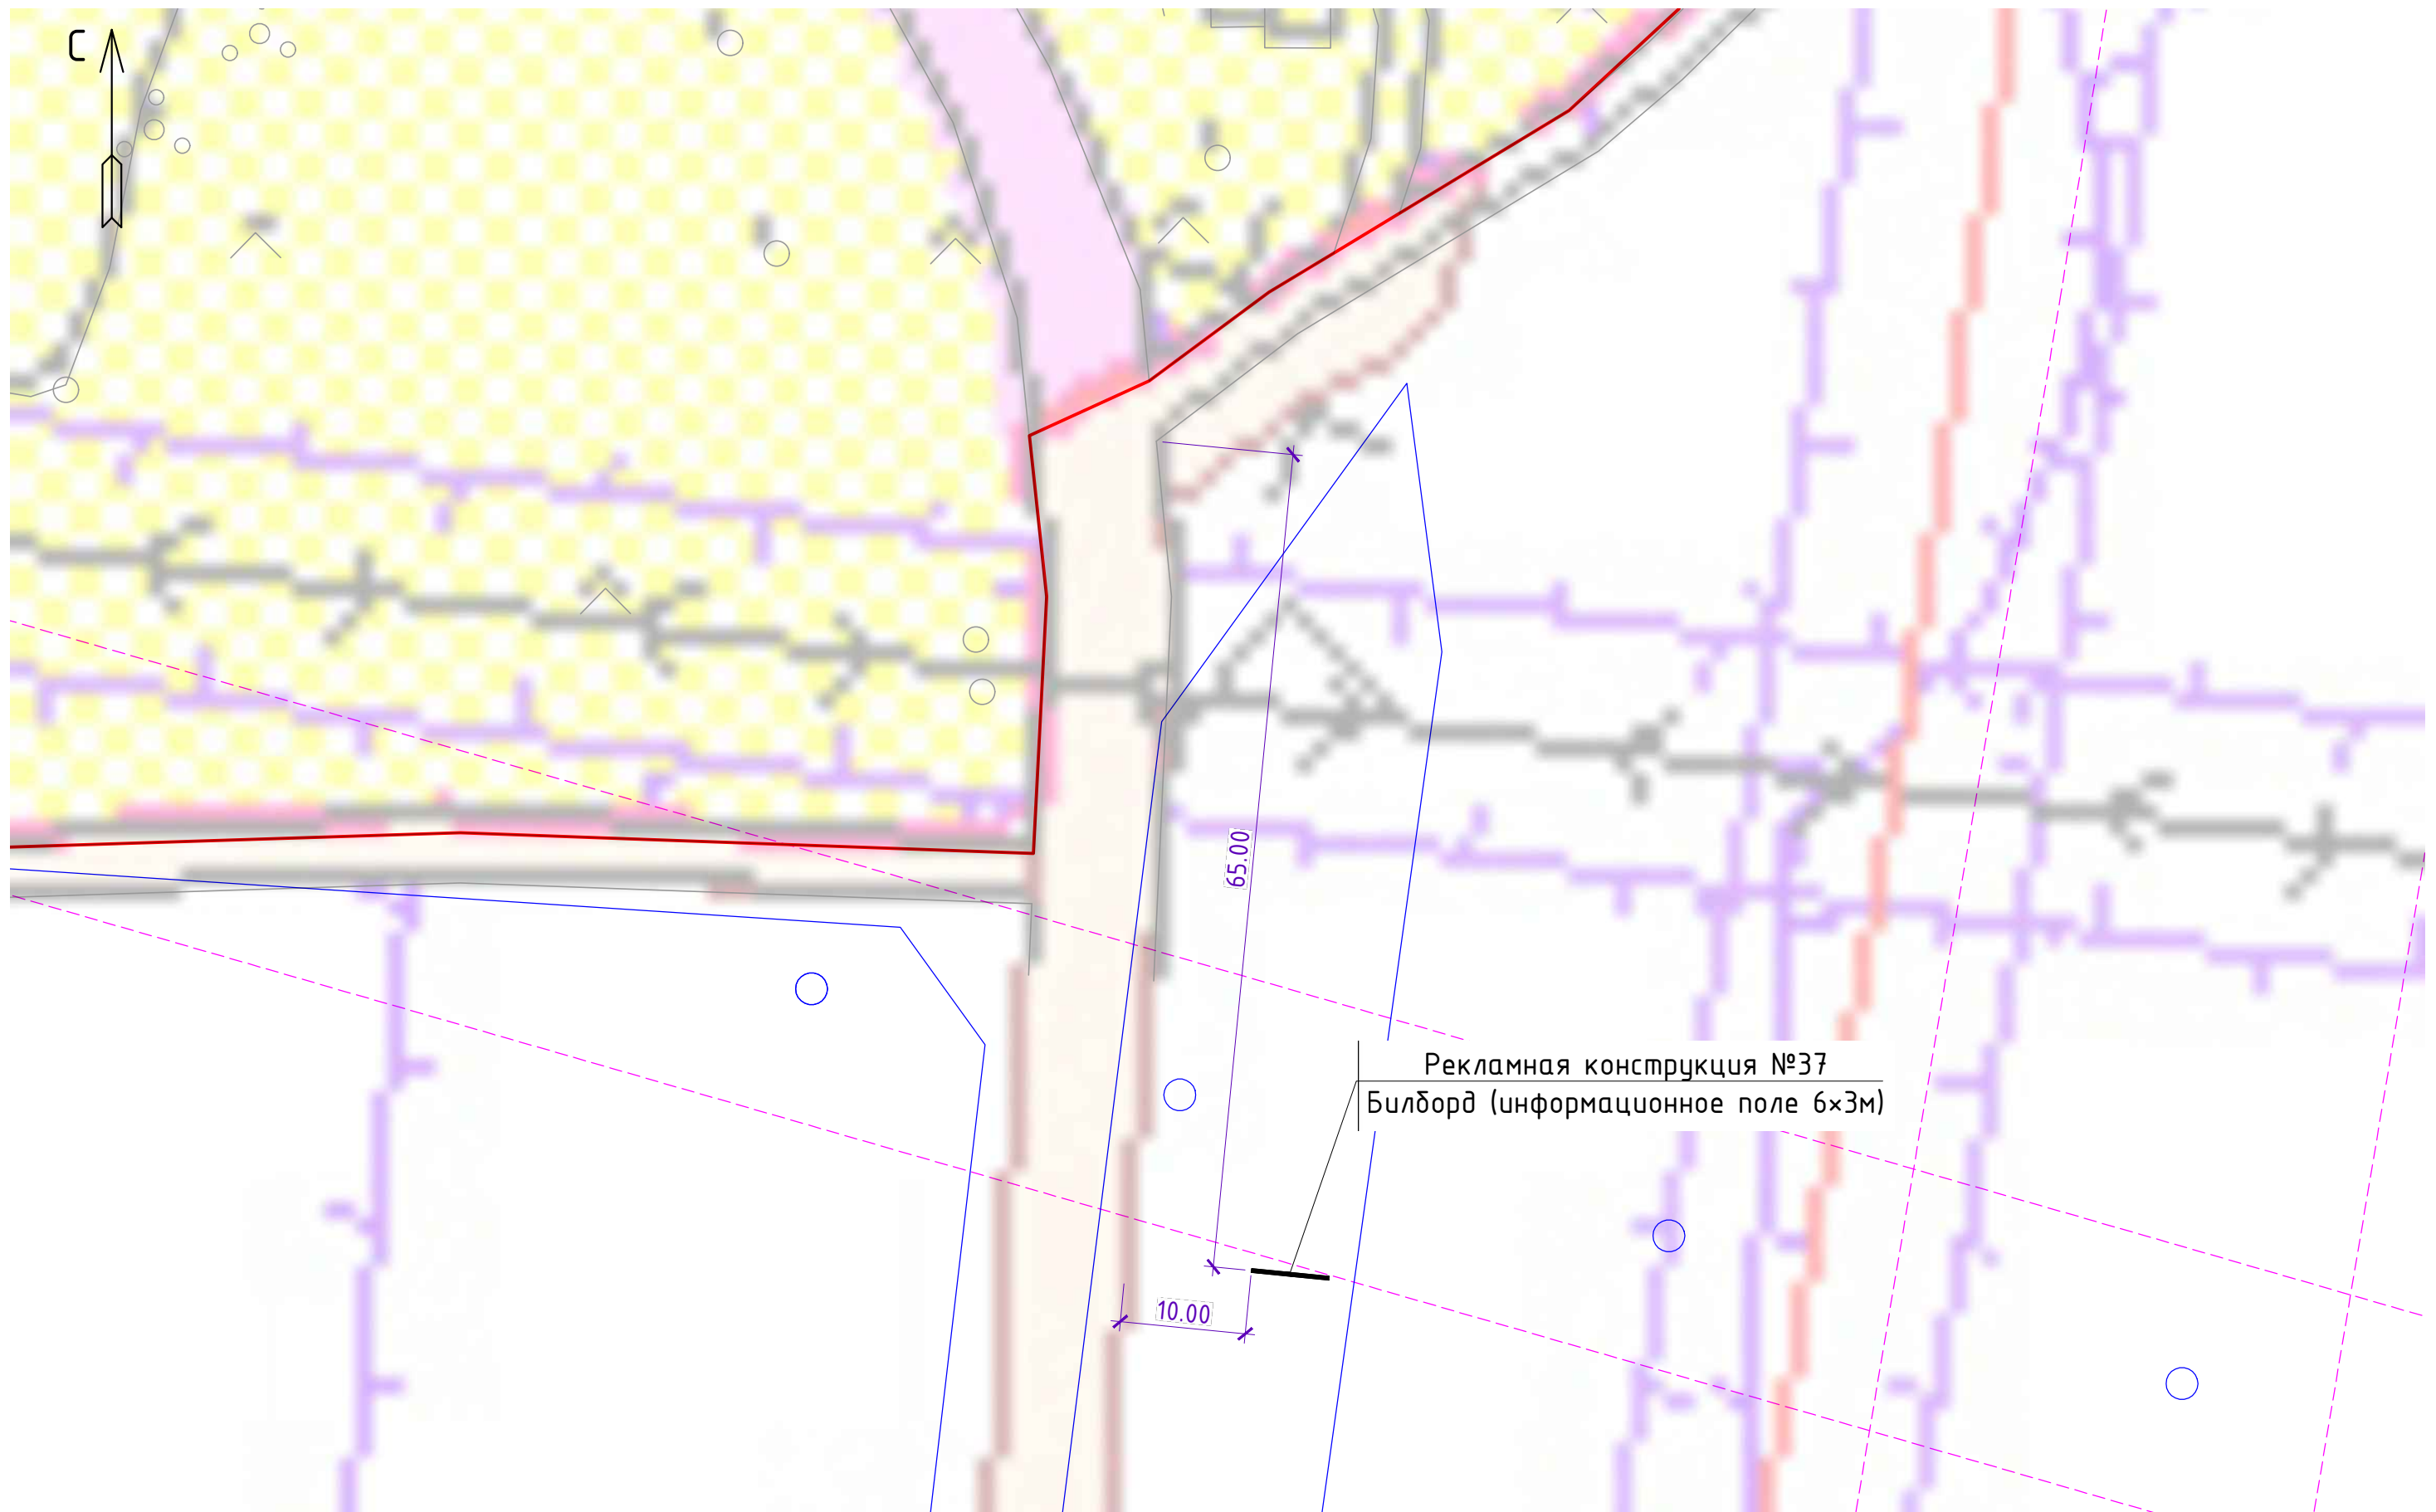 С
65.00
Рекламная конструкция №37
Билборд (информационное поле 6×3м)
10.00